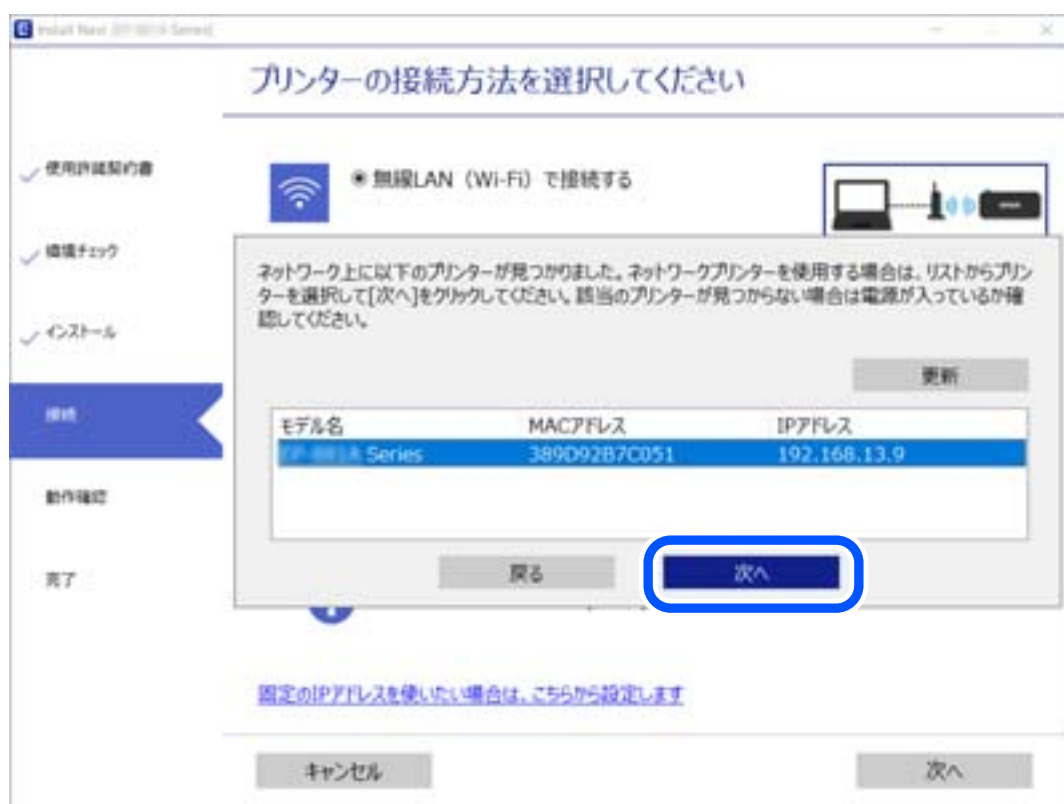 Install Navi Series]
プリンターの接続方法を選択してください
使用許諾契約書
環境チェック
インストール
接続
動作確認
完了
無線LAN（Wi-Fi）で接続する
ネットワーク上に以下のプリンターが見つかりました。ネットワークプリンターを使用する場合は、リストからプリン
ターを選択して[次へ]をクリックしてください。該当のプリンターが見つからない場合は電源が入っているか確
認してください。
更新
モデル名 MACアドレス IPアドレス
Series 389D92B7C051 192.168.13.9
戻る 次へ
固定のIPアドレスを使いたい場合は、こちらから設定します
キャンセル 次へ